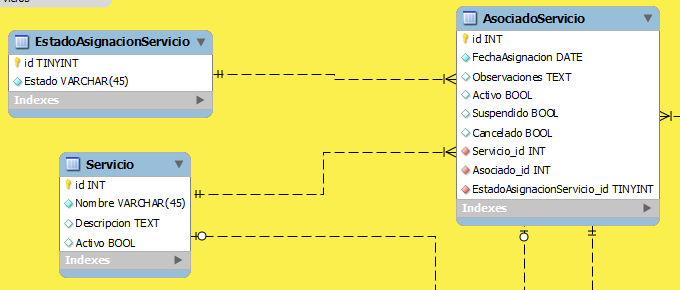 EstadoAsignacionServicio
id TINYINT
Estado VARCHAR(45)
Indexes
Servicio
id INT
Nombre VARCHAR(45)
Descripcion TEXT
Activo BOOL
Indexes
AsociadoServicio
id INT
FechaAsignacion DATE
Observaciones TEXT
Activo BOOL
Suspendido BOOL
Cancelado BOOL
Servicio_id INT
Asociado_id INT
EstadoAsignacionServicio_id TINYINT
Indexes